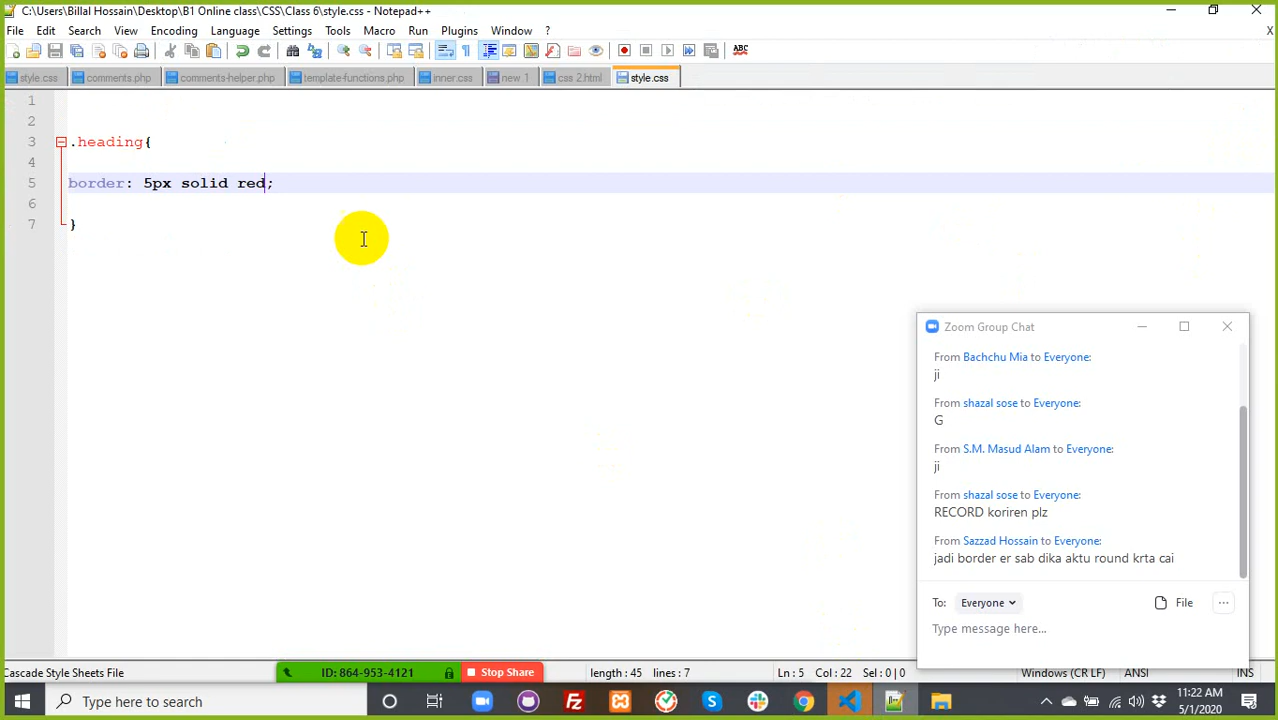 C:\Users\Billal Hossain\Desktop\B1 Online class\CSS\Class 6\style.css - Notepad++
File Edit Search View Encoding Language Settings Tools Macro Run Plugins Window ? X
style.css comments.php comments-helper.php template-functions.php inner.css new 1 css 2.html style.css
1
2
3 .heading{
4
5 border: 5px solid red;
6
7 }
Zoom Group Chat
From Bachchu Mia to Everyone:
ji
From shazal sose to Everyone:
G
From S.M. Masud Alam to Everyone:
ji
From shazal sose to Everyone:
RECORD koriren plz
From Sazzad Hossain to Everyone:
jadi border er sab dika aktu round krta cai
To: Everyone File ...
Type message here...
Cascade Style Sheets File ID: 864-953-4121 Stop Share length : 45 lines : 7 Ln : 5 Col : 22 Sel : 0 | 0 Windows (CR LF) ANSI INS
Type here to search 11:22 AM
5/1/2020